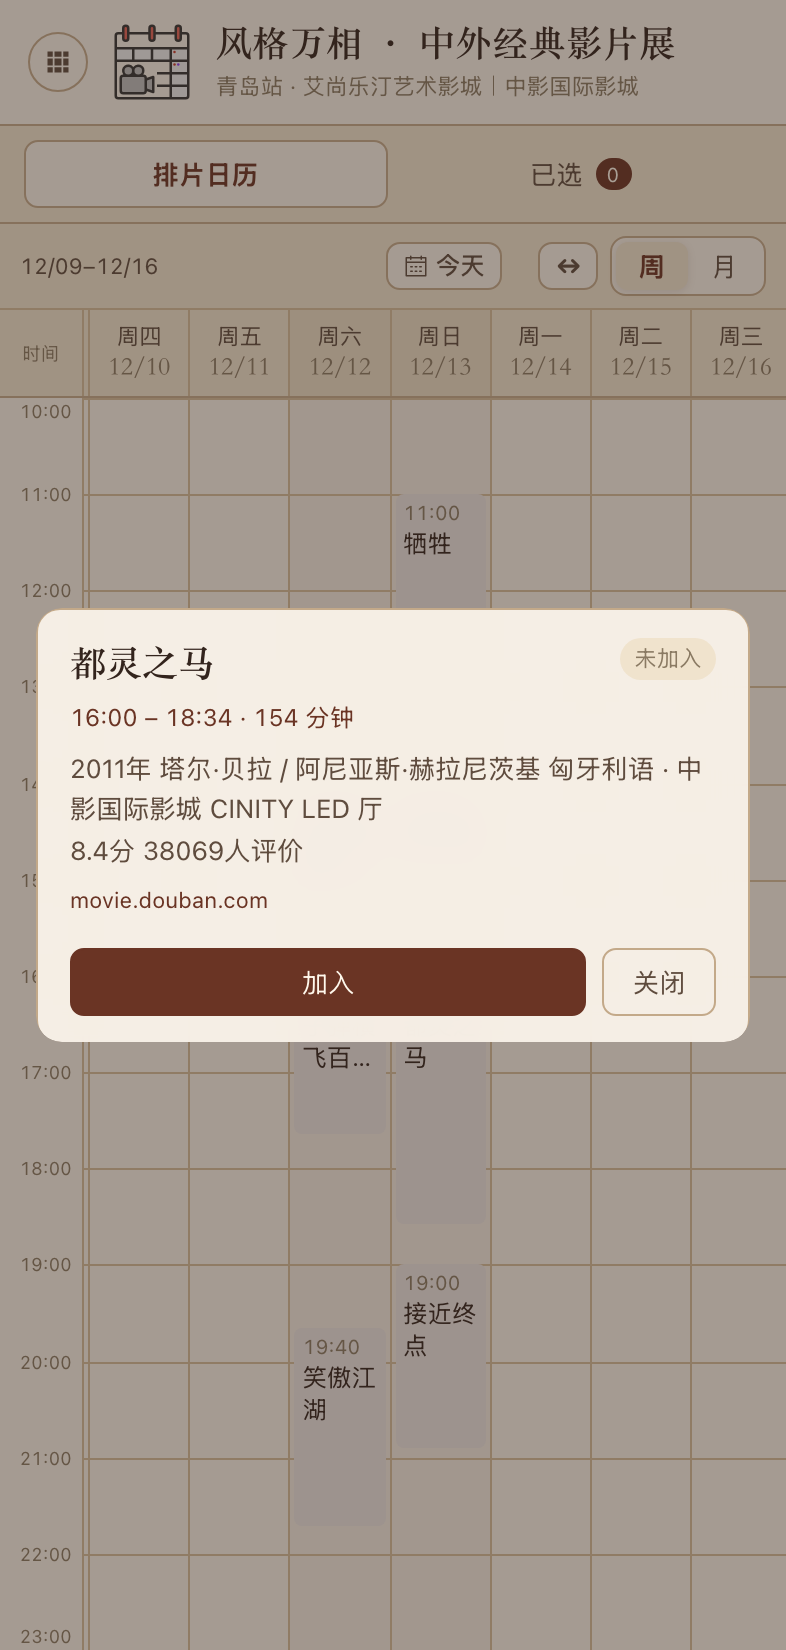 风格万相 · 中外经典影片展
青岛站 · 艾尚乐汀艺术影城｜中影国际影城
排片日历
已选 0
12/09–12/16
今天
周
月
时间
周四 12/10
周五 12/11
周六 12/12
周日 12/13
周一 12/14
周二 12/15
周三 12/16
10:00
11:00
11:00
牺牲
12:00
都灵之马
未加入
16:00 – 18:34 · 154 分钟
2011年 塔尔·贝拉 / 阿尼亚斯·赫拉尼茨基 匈牙利语 · 中
影国际影城 CINITY LED 厅
8.4分 38069人评价
movie.douban.com
加入
关闭
飞百...
马
17:00
18:00
19:00
19:00
接近终
点
19:40
笑傲江
湖
20:00
21:00
22:00
23:00